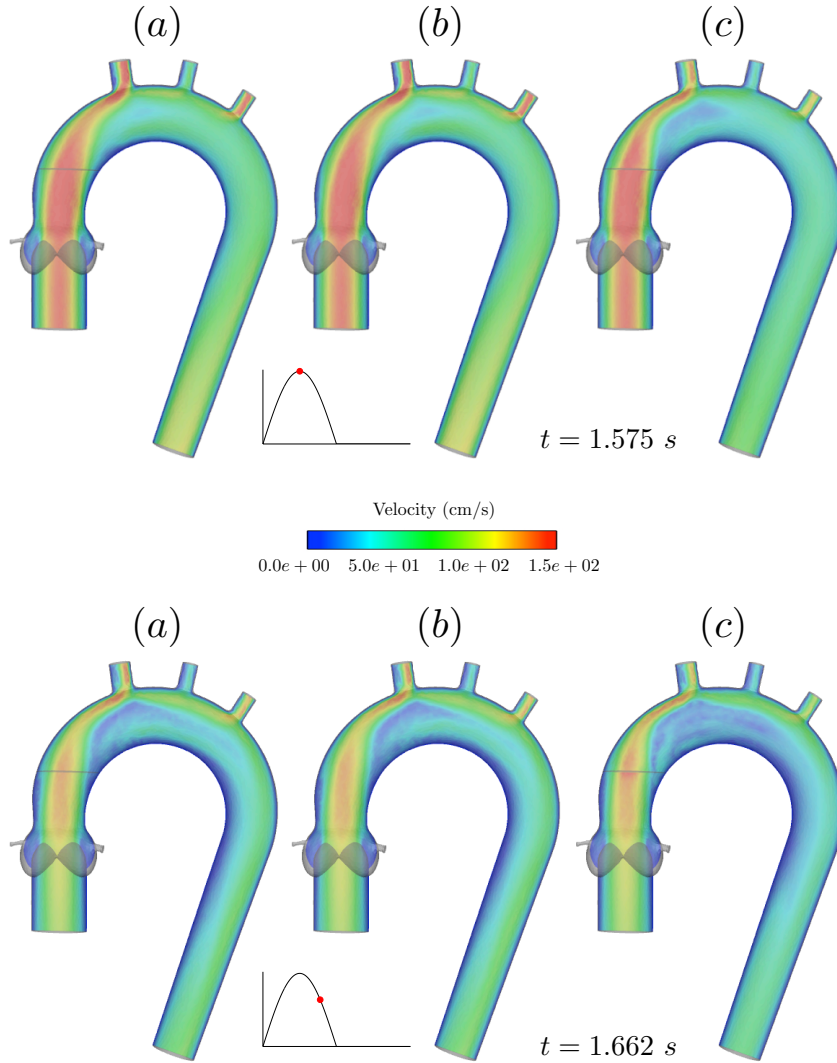 (a) (b) (c)
t = 1.575 s
Velocity (cm/s)
0.0e + 00 5.0e + 01 1.0e + 02 1.5e + 02
(a) (b) (c)
t = 1.662 s